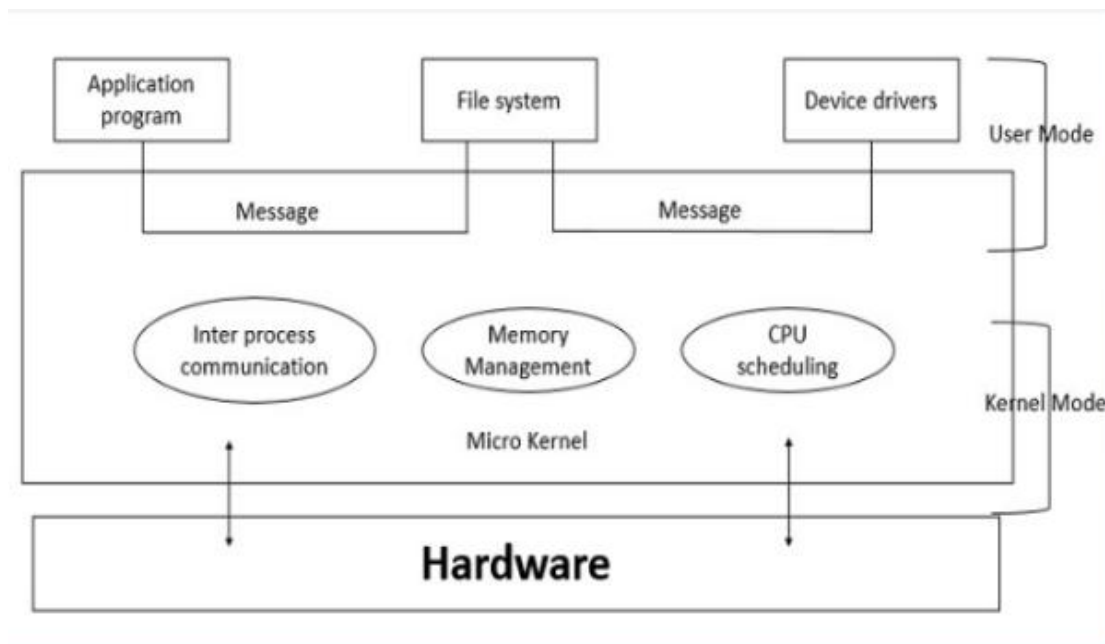 Application
program
File system
Device drivers
User Mode
Message
Message
Inter process
communication
Memory
Management
CPU
scheduling
Kernel Mode
Micro Kernel
Hardware